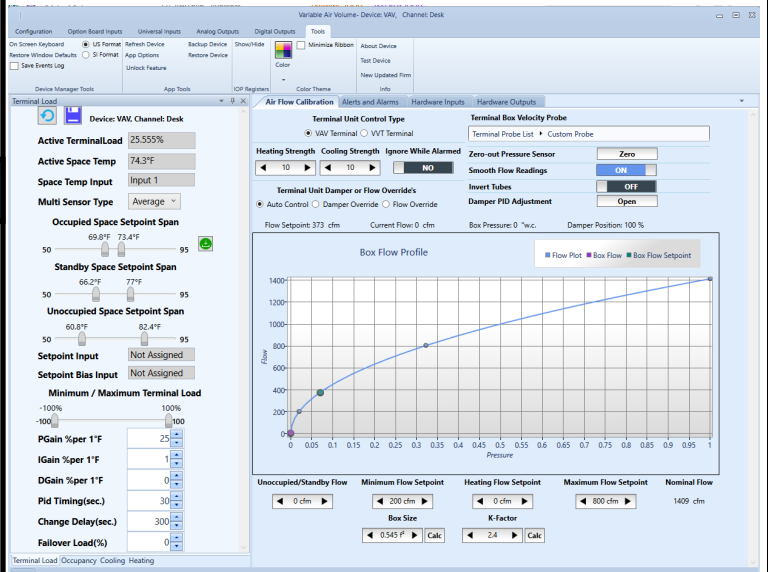 Variable Air Volume- Device: VAV, Channel: Desk
Configuration Option Board Inputs Universal Inputs Analog Outputs Digital Outputs Tools
On Screen Keyboard US Format Refresh Device Backup Device Show/Hide Minimize Ribbon About Device
Restore Window Defaults SI Format App Options Restore Device Test Device
Save Events Log Unlock Feature Color New Updated Firm
Device Manager Tools App Tools IOP Registers Color Theme Info
Terminal Load
Device: VAV, Channel: Desk
Active TerminalLoad 25.555%
Active Space Temp 74.3°F
Space Temp Input Input 1
Multi Sensor Type Average
Occupied Space Setpoint Span
69.8°F 73.4°F
50 95
Standby Space Setpoint Span
66.2°F 77°F
50 95
Unoccupied Space Setpoint Span
60.8°F 82.4°F
50 95
Setpoint Input Not Assigned
Setpoint Bias Input Not Assigned
Minimum / Maximum Terminal Load
-100% 100%
-100 100
PGain %per 1°F 25
IGain %per 1°F 1
DGain %per 1°F 0
Pid Timing(sec.) 30
Change Delay(sec.) 300
Failover Load(%) 0
Terminal Load Occupancy Cooling Heating
Air Flow Calibration Alerts and Alarms Hardware Inputs Hardware Outputs
Terminal Unit Control Type
VAV Terminal VVT Terminal
Heating Strength Cooling Strength Ignore While Alarmed
10 10 NO
Terminal Unit Damper or Flow Override's
Auto Control Damper Override Flow Override
Terminal Box Velocity Probe
Terminal Probe List Custom Probe
Zero-out Pressure Sensor Zero
Smooth Flow Readings ON
Invert Tubes OFF
Damper PID Adjustment Open
Flow Setpoint: 373 cfm Current Flow: 0 cfm Box Pressure: 0 "w.c. Damper Position: 100 %
Box Flow Profile
Flow Plot Box Flow Box Flow Setpoint
1400
1200
1000
800
600
400
200
0
Flow
0 0.05 0.1 0.15 0.2 0.25 0.3 0.35 0.4 0.45 0.5 0.55 0.6 0.65 0.7 0.75 0.8 0.85 0.9 0.95 1
Pressure
Unoccupied/Standby Flow Minimum Flow Setpoint Heating Flow Setpoint Maximum Flow Setpoint Nominal Flow
0 cfm 200 cfm 0 cfm 800 cfm 1409 cfm
Box Size K-Factor
0.545 f² Calc 2.4 Calc